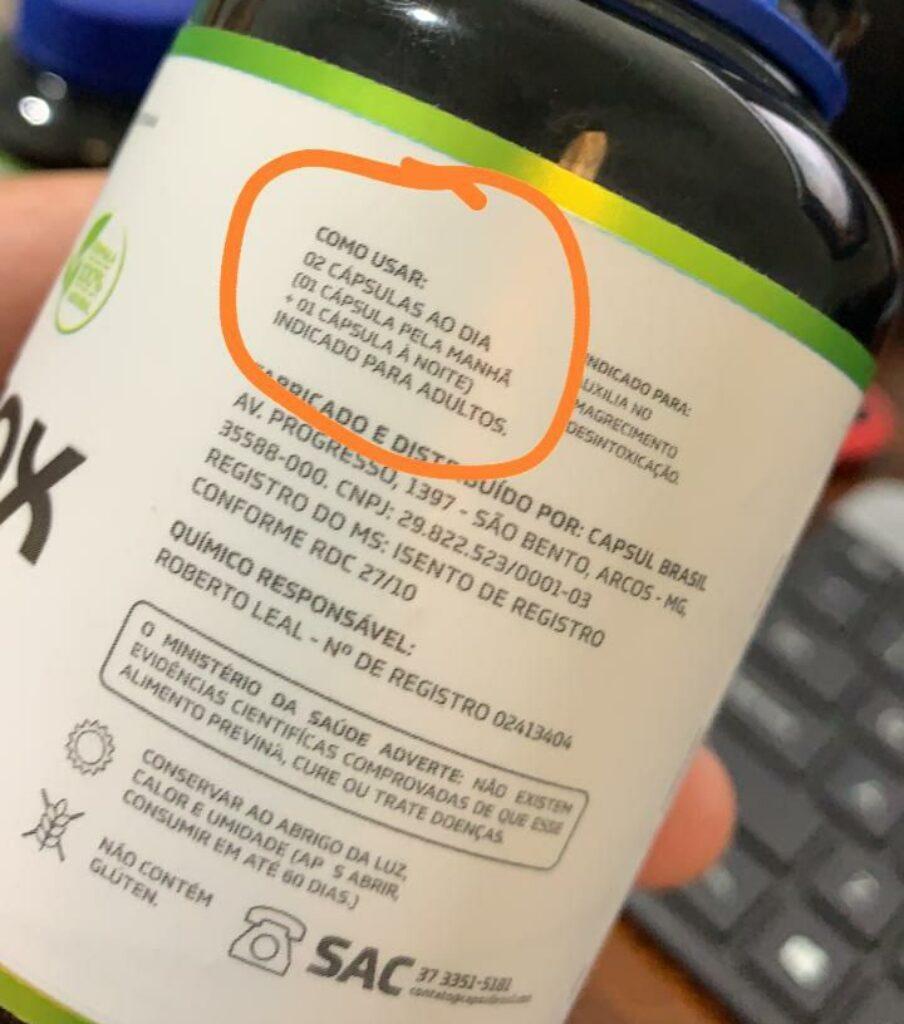 100%
OX
COMO USAR:
02 CÁPSULAS AO DIA
(01 CÁPSULA PELA MANHÃ
+ 01 CÁPSULA À NOITE)
INDICADO PARA ADULTOS.
INDICADO PARA:
AUXILIA NO
EMAGRECIMENTO
DESINTOXICAÇÃO.
FABRICADO E DISTRIBUÍDO POR: CAPSUL BRASIL
AV. PROGRESSO, 1397 - SÃO BENTO, ARCOS - MG,
35588-000. CNPJ: 29.822.523/0001-03
REGISTRO DO MS: ISENTO DE REGISTRO
CONFORME RDC 27/10
QUÍMICO RESPONSÁVEL:
ROBERTO LEAL - Nº DE REGISTRO 02413404
O MINISTÉRIO DA SAÚDE ADVERTE: NÃO EXISTEM
EVIDÊNCIAS CIENTIFÍCAS COMPROVADAS DE QUE ESSE
ALIMENTO PREVINA, CURE OU TRATE DOENÇAS.
CONSERVAR AO ABRIGO DA LUZ,
CALOR E UMIDADE (AP S ABRIR,
CONSUMIR EM ATÉ 60 DIAS.)
NÃO CONTÉM
GLÚTEN.
SAC 37 3351-5181